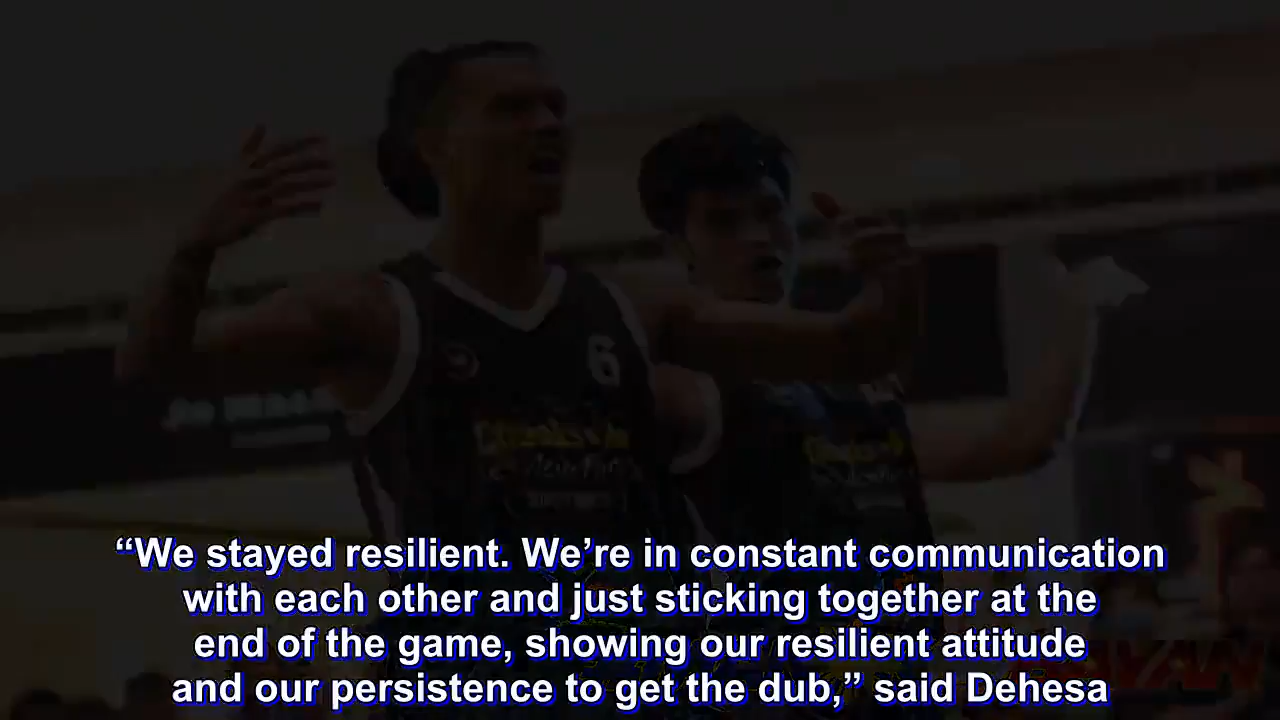 6
“We stayed resilient. We’re in constant communication
with each other and just sticking together at the
end of the game, showing our resilient attitude
and our persistence to get the dub,” said Dehesa